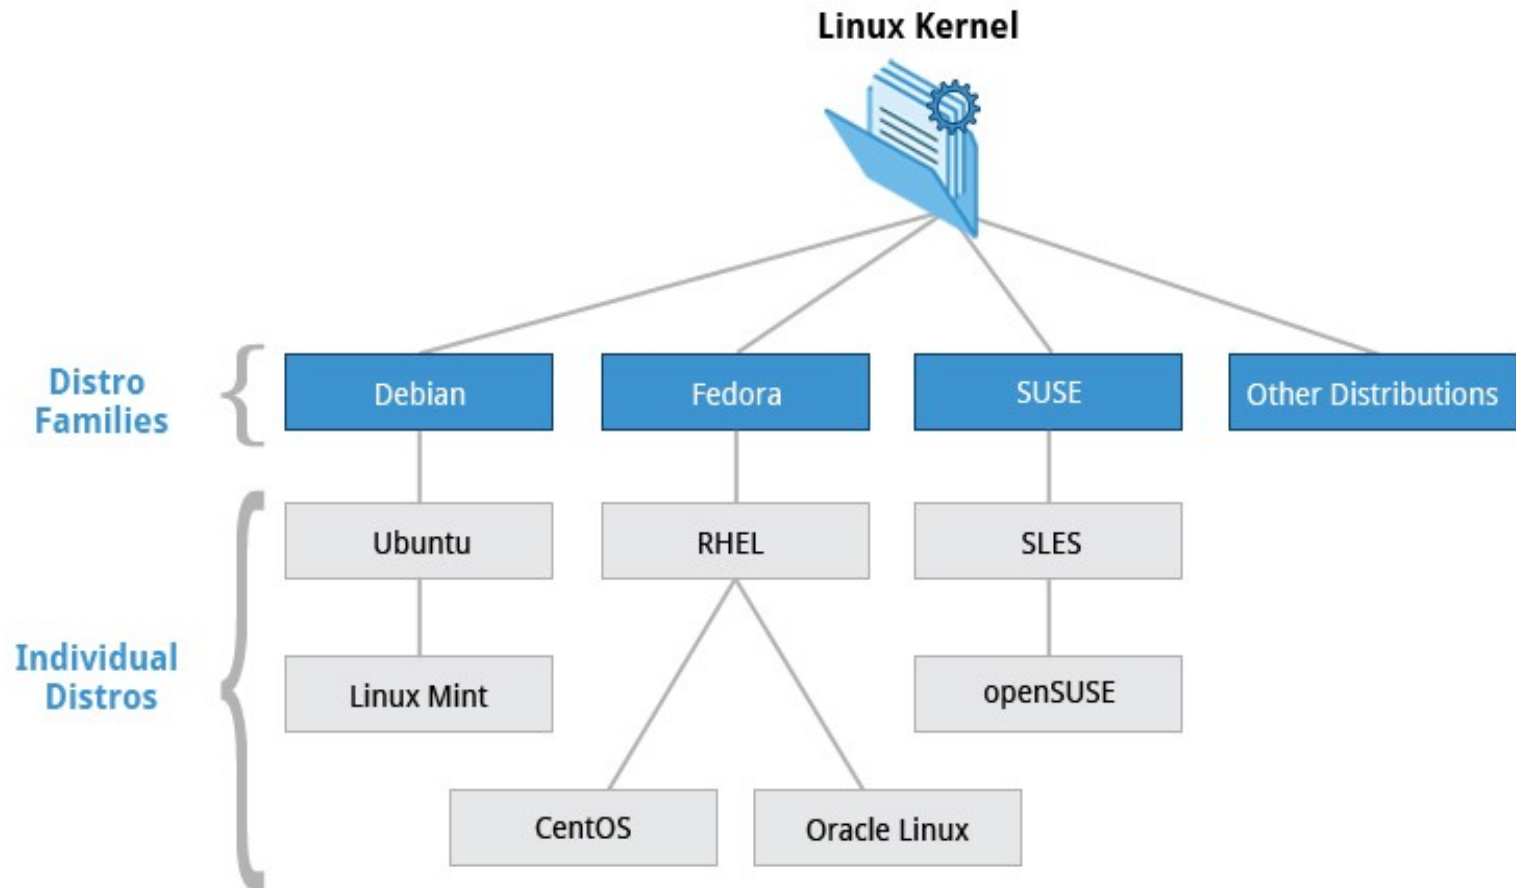 Linux Kernel
Distro
Families
Debian
Fedora
SUSE
Other Distributions
Individual
Distros
Ubuntu
RHEL
SLES
Linux Mint
openSUSE
CentOS
Oracle Linux